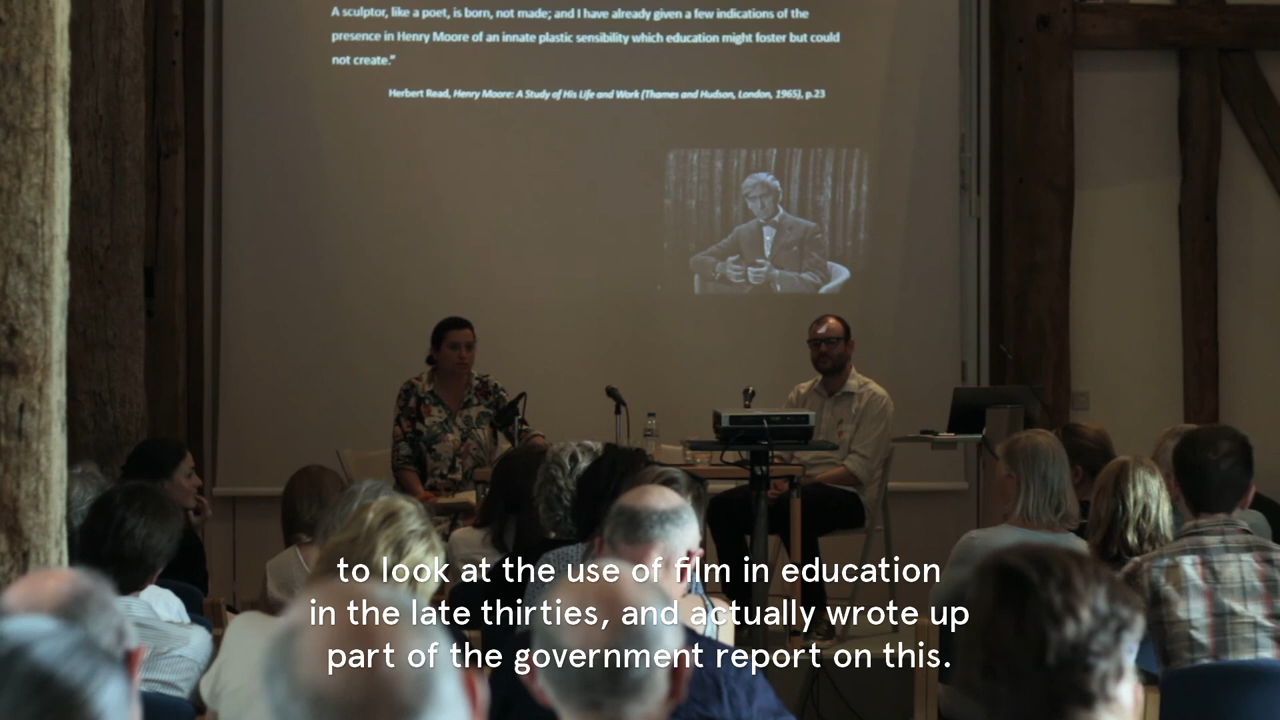 A sculptor, like a poet, is born, not made; and I have already given a few indications of the
presence in Henry Moore of an innate plastic sensibility which education might foster but could
not create."
Herbert Read, Henry Moore: A Study of His Life and Work (Thames and Hudson, London, 1965), p.23
to look at the use of film in education
in the late thirties, and actually wrote up
part of the government report on this.